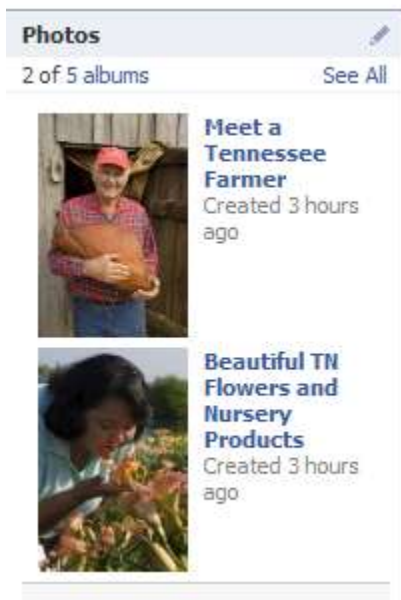 Photos
2 of 5 albums See All
Meet a
Tennessee
Farmer
Created 3 hours
ago
Beautiful TN
Flowers and
Nursery
Products
Created 3 hours
ago